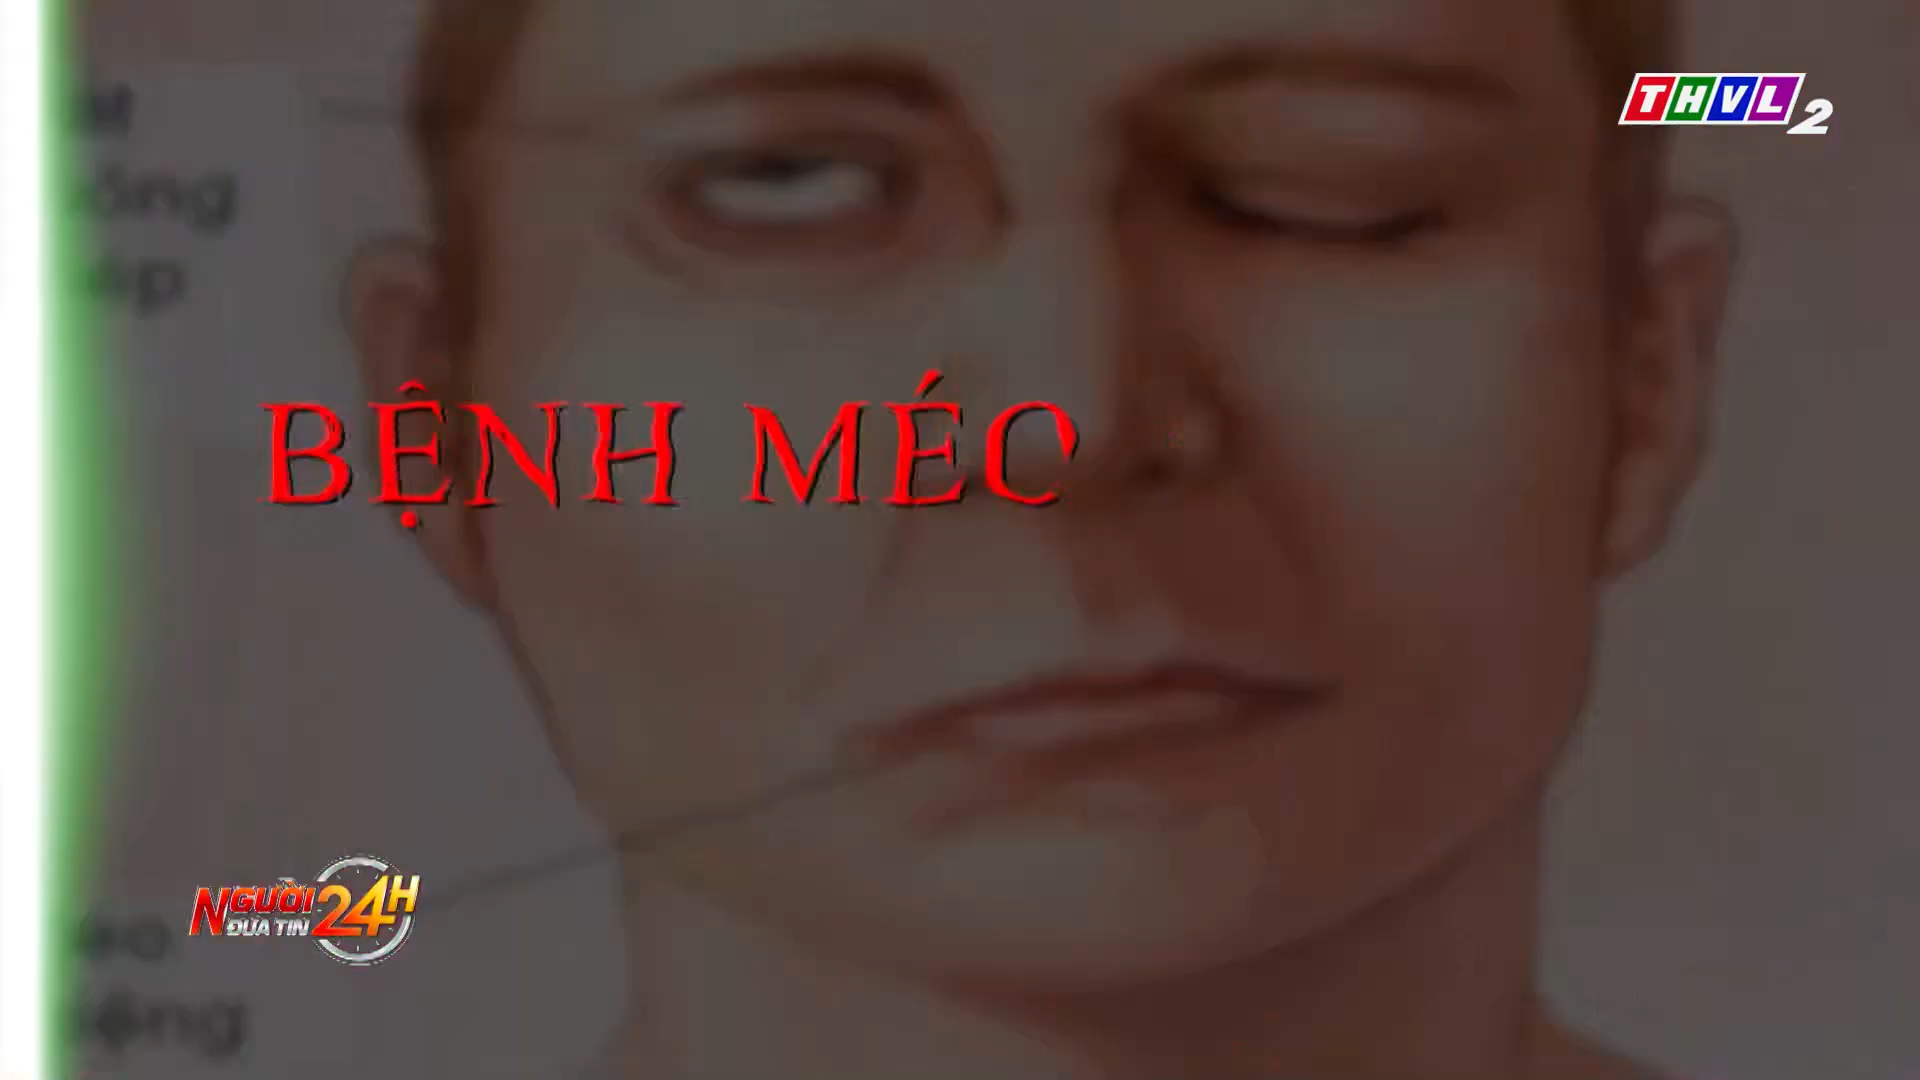 THVL2
BỆNH MÉO
NGƯỜI
ĐƯA TIN
24H